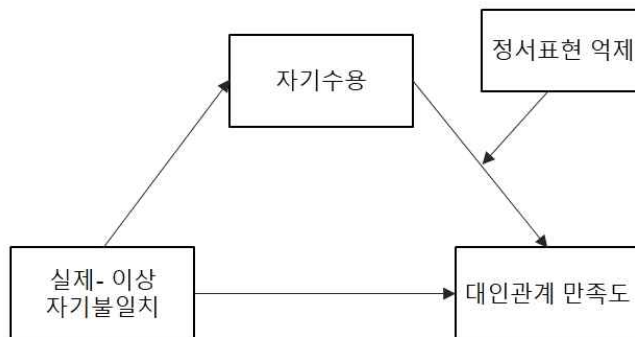 정서표현 억제
자기수용
실제- 이상
자기불일치
대인관계 만족도